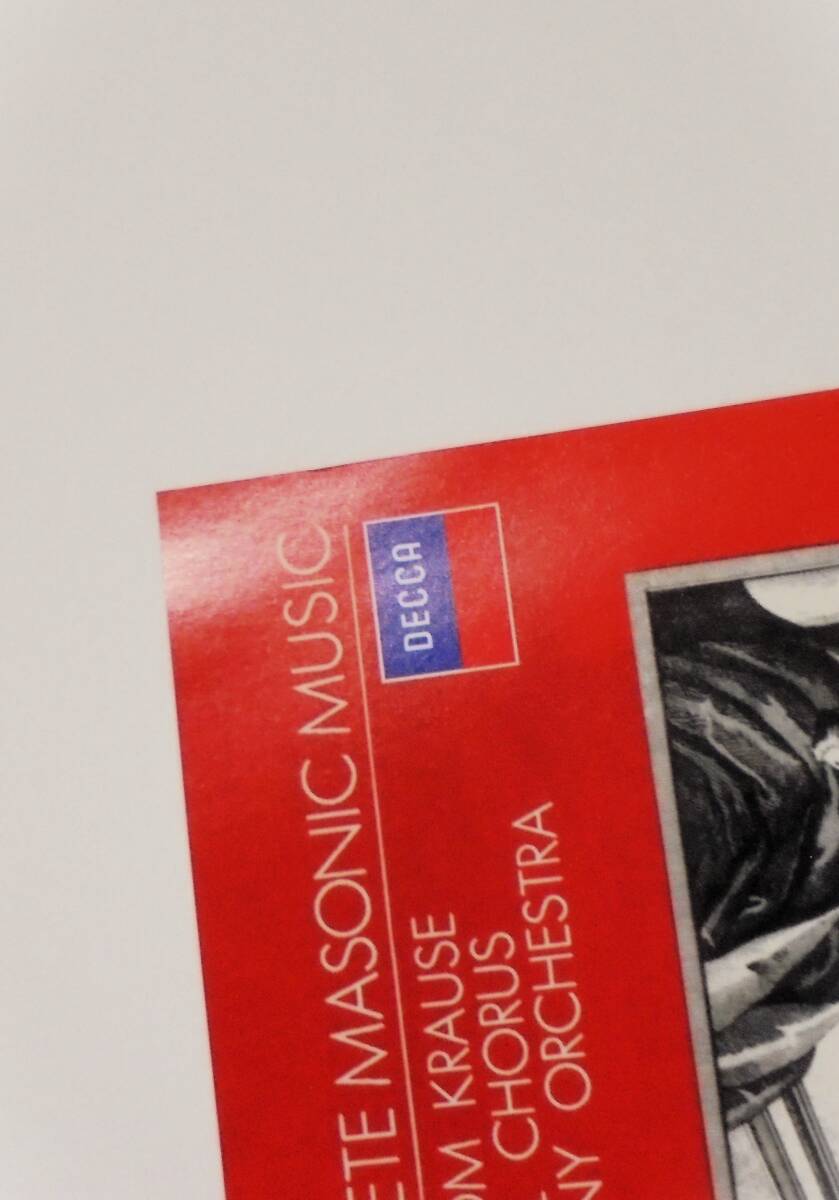 ETE MASONIC MUSIC
DECCA
OM KRAUSE
CHORUS
NY ORCHESTRA